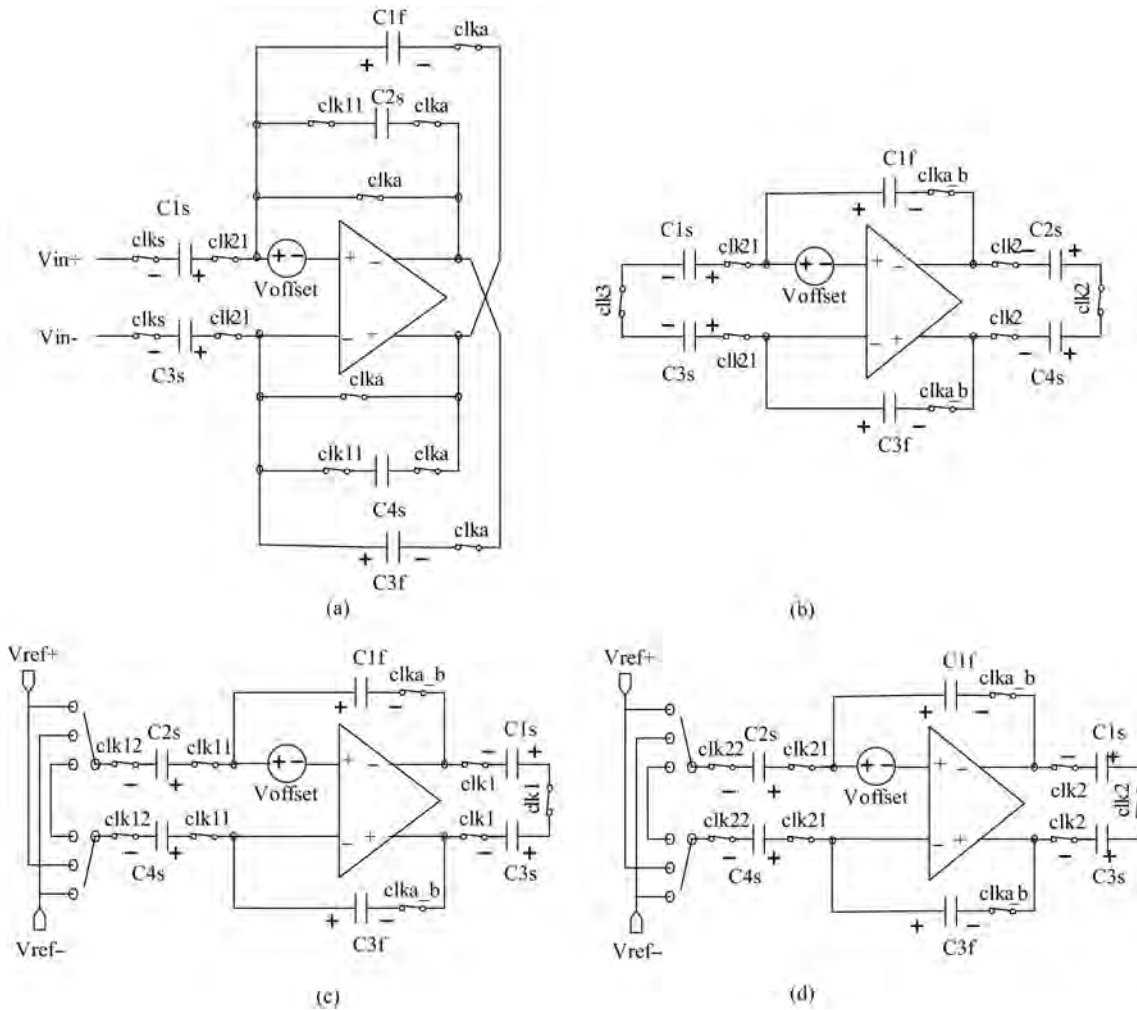 C1f
clka
+
−
clk11
C2s
clka
clka
C1s
clks
clk21
Vin+
−
+
+ −
+
−
Voffset
Vin-
clks
clk21
−
+
−
+
C3s
clka
clk11
clka
C4s
clka
+
−
C3f
(a)
C1f
clka_b
+
−
C1s
clk21
clk2
C2s
−
+
+ −
+
−
−
+
clk3
Voffset
clk2
clk2
−
+
−
+
−
+
C3s
clk21
C4s
clka_b
+
−
C3f
(b)
Vref+
C1f
clka_b
+
−
clk12
C2s
clk11
C1s
−
+
−
+
+ −
+
−
clk1
Voffset
clk1
clk12
clk11
clk1
−
+
−
+
−
+
C4s
C3s
clka_b
+
−
C3f
Vref−
(c)
Vref+
C1f
clka_b
+
−
clk22
C2s
clk21
C1s
−
+
−
+
+ −
+
−
clk2
Voffset
clk2
clk22
clk21
clk2
−
+
−
+
−
+
C4s
C3s
clka_b
+
−
C3f
Vref−
(d)